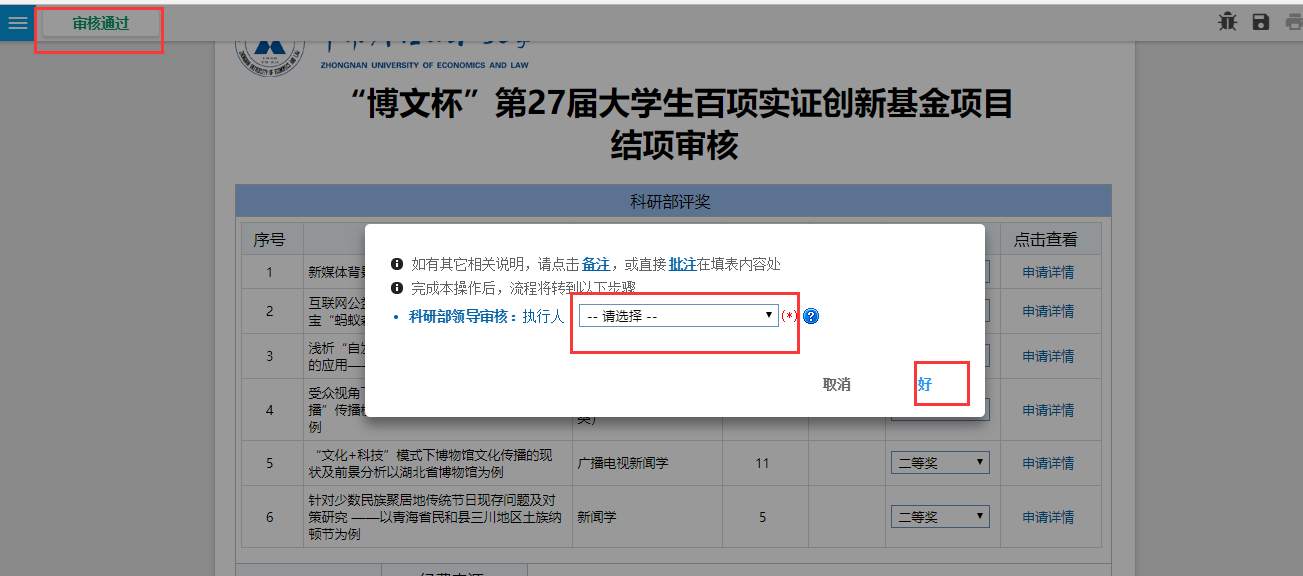 审核通过
ZHONGNAN UNIVERSITY OF ECONOMICS AND LAW
“博文杯”第27届大学生百项实证创新基金项目
结项审核
科研部评奖
序号
点击查看
1
新媒体背景
申请详情
2
互联网公益
宝“蚂蚁森
申请详情
3
浅析“自发
的应用——
申请详情
4
受众视角下
播”传播模
例
类）
申请详情
如有其它相关说明，请点击备注，或直接批注在填表内容处
完成本操作后，流程将转到以下步骤
科研部领导审核：执行人
-- 请选择 --
(*)
取消
好
5
“文化+科技”模式下博物馆文化传播的现
状及前景分析以湖北省博物馆为例
广播电视新闻学
11
二等奖
申请详情
6
针对少数民族聚居地传统节日现存问题及对
策研究 ——以青海省民和县三川地区土族纳
顿节为例
新闻学
5
二等奖
申请详情